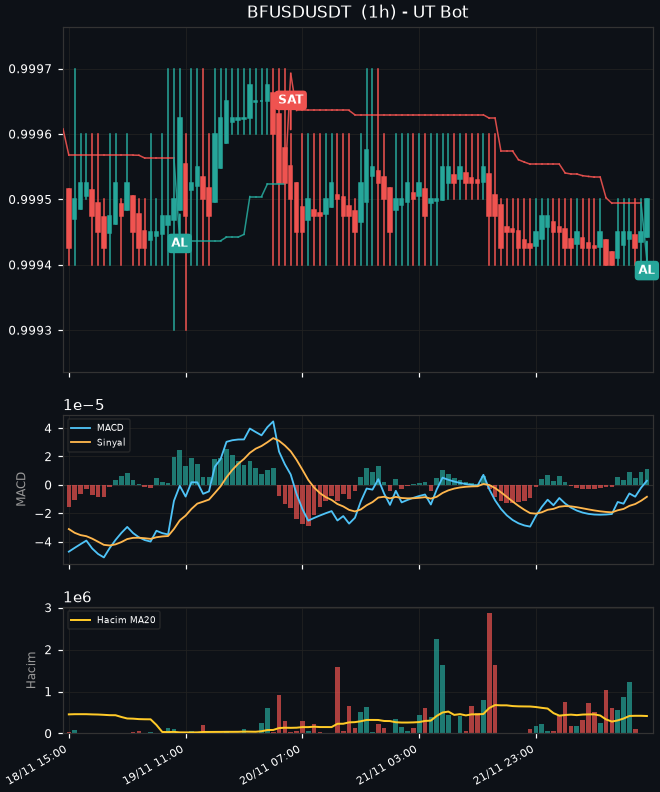 BFUSDUSDT (1h) - UT Bot
0.9997
0.9996
0.9995
0.9994
0.9993
SAT
AL
AL
1e−5
MACD
Sinyal
4
2
0
−2
−4
MACD
1e6
Hacim MA20
3
2
1
0
Hacim
18/11 15:00
19/11 11:00
20/11 07:00
21/11 03:00
21/11 23:00